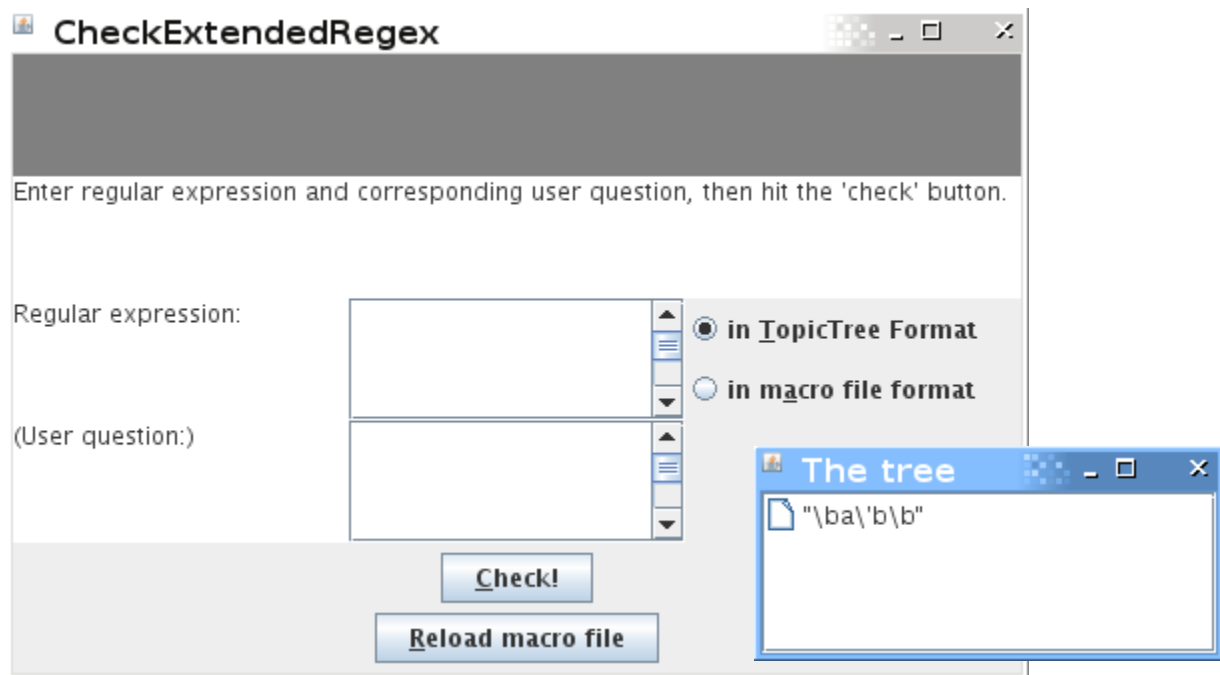 CheckExtendedRegex
Enter regular expression and corresponding user question, then hit the 'check' button.
Regular expression:
in TopicTree Format
in macro file format
(User question:)
The tree
"\ba\'b\b"
Check!
Reload macro file